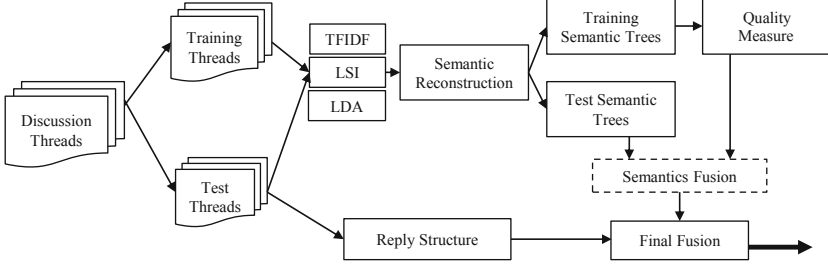 Discussion
Threads
Training
Threads
Test
Threads
TFIDF
LSI
LDA
Semantic
Reconstruction
Training
Semantic Trees
Test Semantic
Trees
Quality
Measure
Semantics Fusion
Reply Structure
Final Fusion